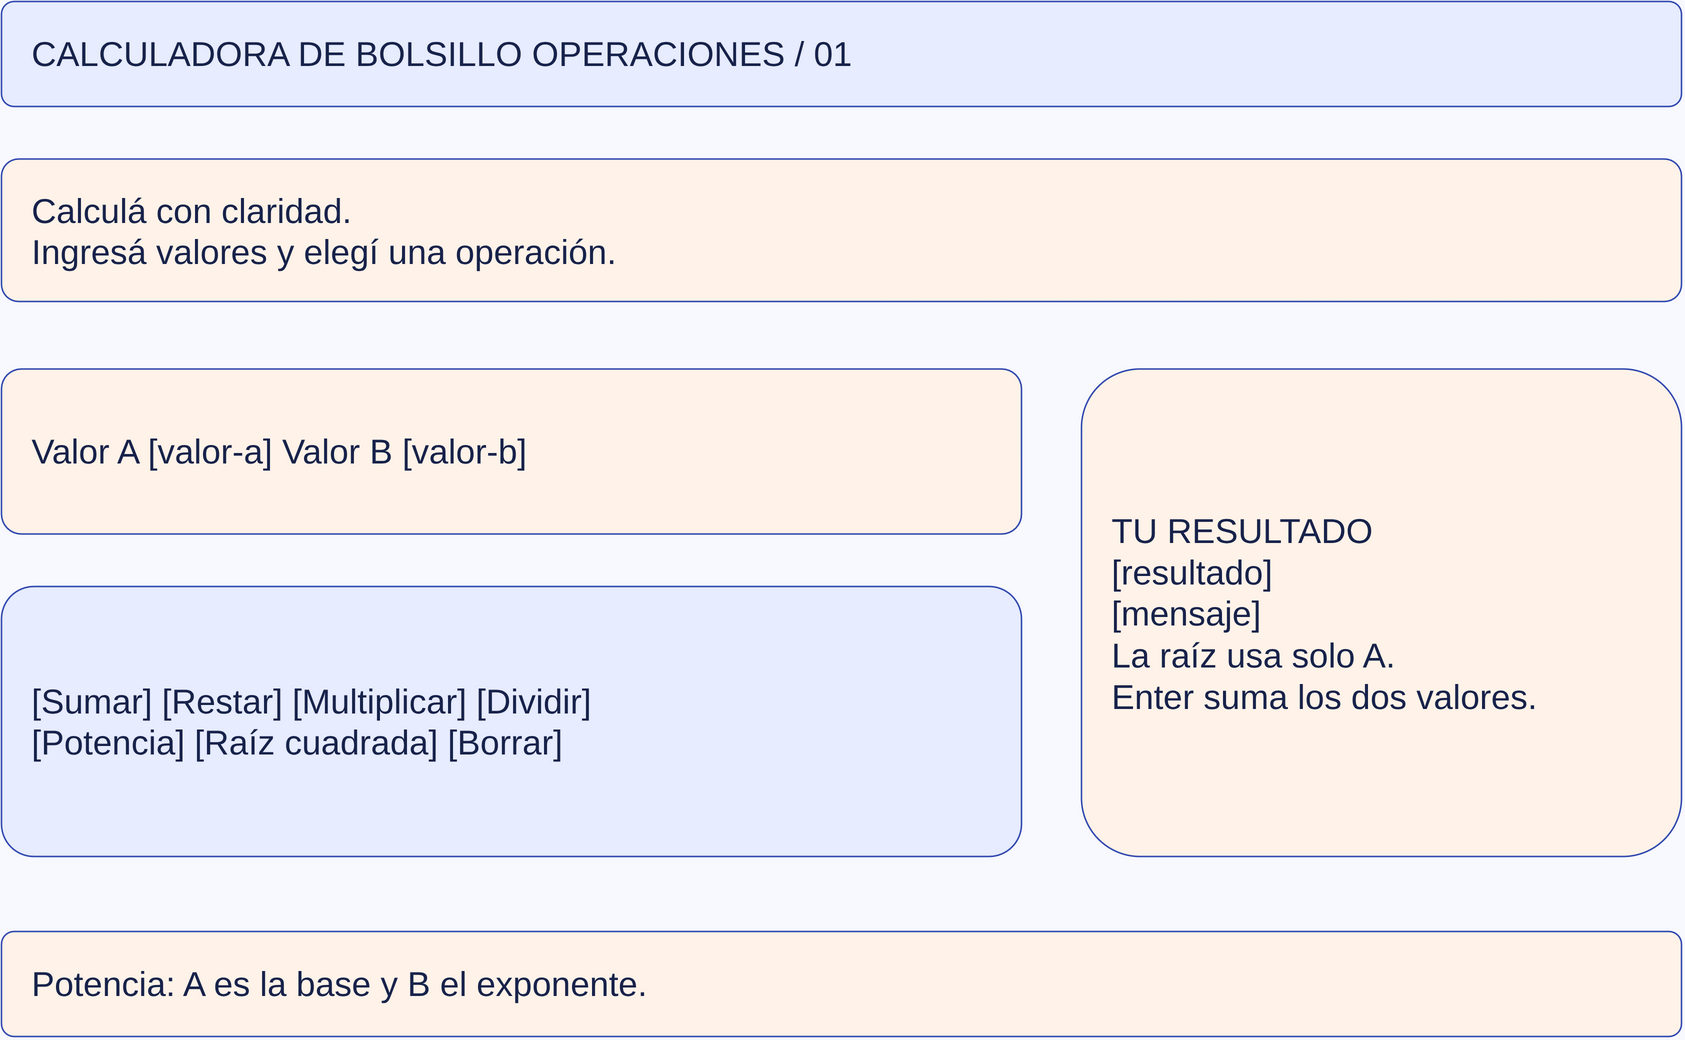 CALCULADORA DE BOLSILLO OPERACIONES / 01
Calculá con claridad.
Ingresá valores y elegí una operación.
Valor A [valor-a] Valor B [valor-b]
[Sumar] [Restar] [Multiplicar] [Dividir]
[Potencia] [Raíz cuadrada] [Borrar]
TU RESULTADO
[resultado]
[mensaje]
La raíz usa solo A.
Enter suma los dos valores.
Potencia: A es la base y B el exponente.